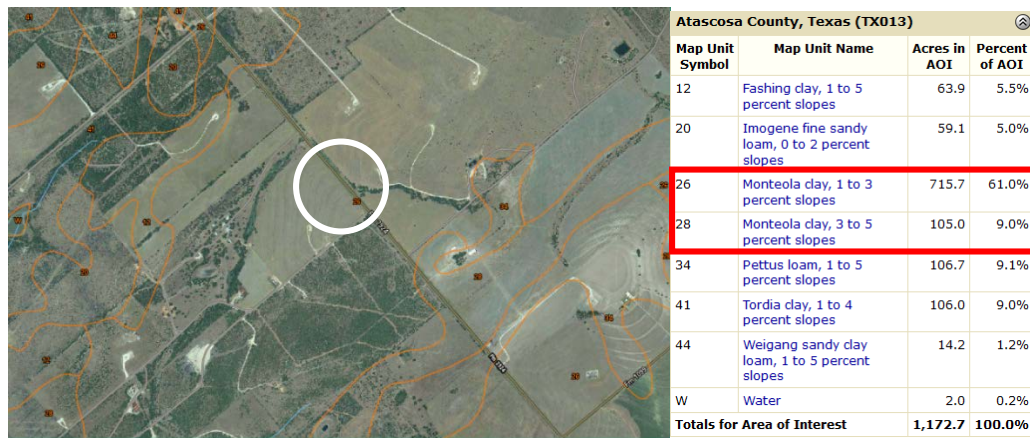 Atascosa County, Texas (TX013)
Map Unit Symbol
Map Unit Name
Acres in AOI
Percent of AOI
12
Fashing clay, 1 to 5
percent slopes
63.9
5.5%
20
Imogene fine sandy
loam, 0 to 2 percent
slopes
59.1
5.0%
26
Monteola clay, 1 to 3
percent slopes
715.7
61.0%
28
Monteola clay, 3 to 5
percent slopes
105.0
9.0%
34
Pettus loam, 1 to 5
percent slopes
106.7
9.1%
41
Tordia clay, 1 to 4
percent slopes
106.0
9.0%
44
Weigang sandy clay
loam, 1 to 5 percent
slopes
14.2
1.2%
W
Water
2.0
0.2%
Totals for Area of Interest
1,172.7
100.0%
41
12
34
W